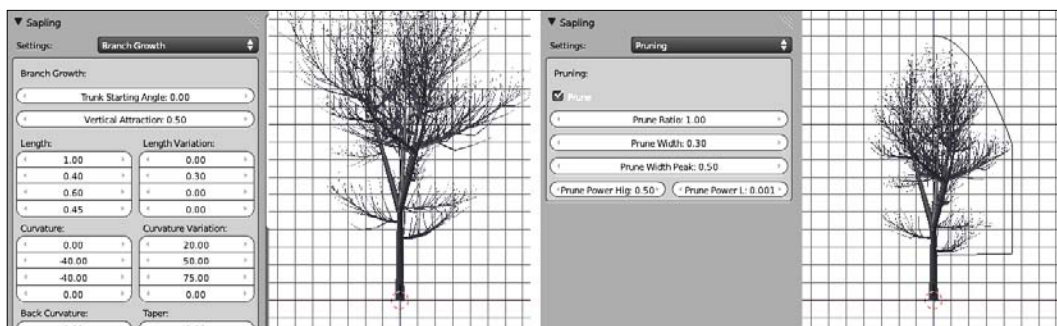 ▼ Sapling
Settings: Branch Growth
Branch Growth:
Trunk Starting Angle: 0.00
Vertical Attraction: 0.50
Length: Length Variation:
1.00 0.00
0.40 0.30
0.60 0.00
0.45 0.00
Curvature: Curvature Variation:
0.00 20.00
-40.00 50.00
-40.00 75.00
0.00 0.00
Back Curvature: Taper:
▼ Sapling
Settings: Pruning
Pruning:
Prune
Prune Ratio: 1.00
Prune Width: 0.30
Prune Width Peak: 0.50
Prune Power Hig: 0.50 Prune Power L: 0.001